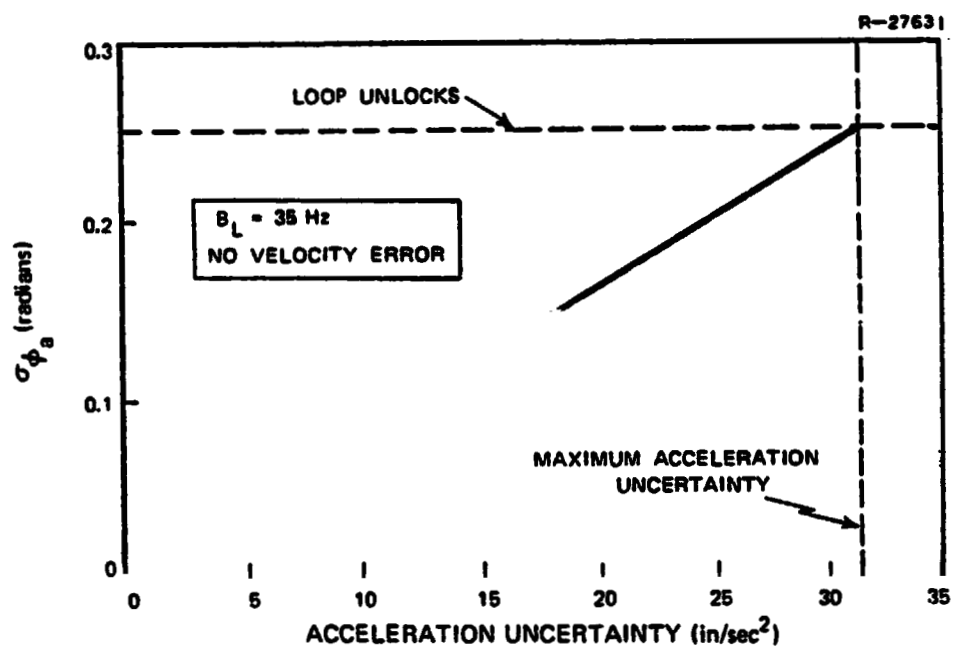 R-27631
0.3
LOOP UNLOCKS
0.2
B_L = 35 Hz
NO VELOCITY ERROR
σ_ϕ_a (radians)
0.1
MAXIMUM ACCELERATION
UNCERTAINTY
0
0 5 10 15 20 25 30 35
ACCELERATION UNCERTAINTY (in/sec²)